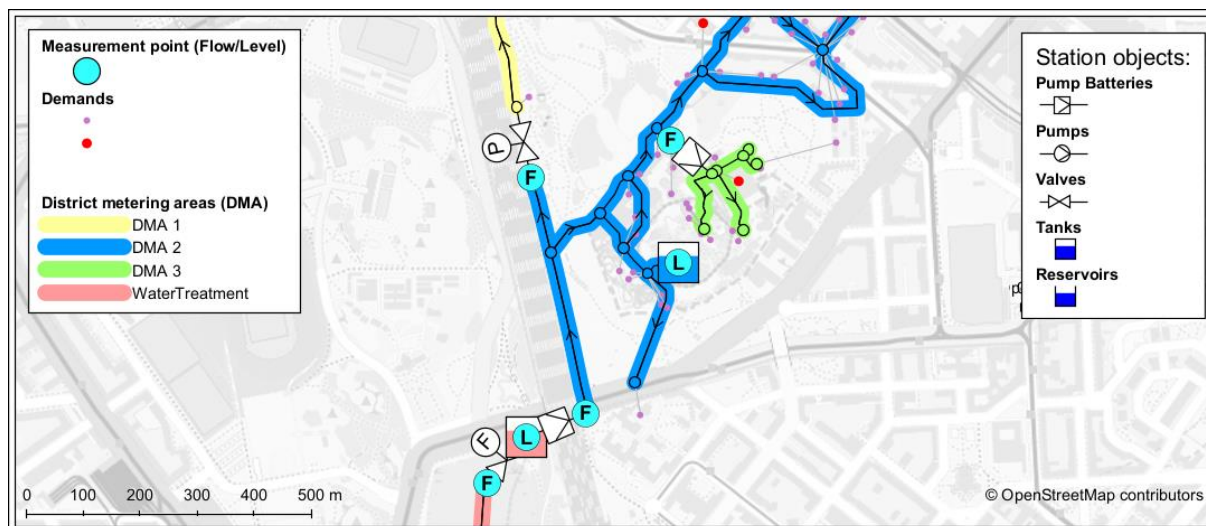 Measurement point (Flow/Level)
Demands
District metering areas (DMA)
DMA 1
DMA 2
DMA 3
WaterTreatment
Station objects:
Pump Batteries
Pumps
Valves
Tanks
Reservoirs
P
F
F
L
F
L
F
F
0 100 200 300 400 500 m
© OpenStreetMap contributors